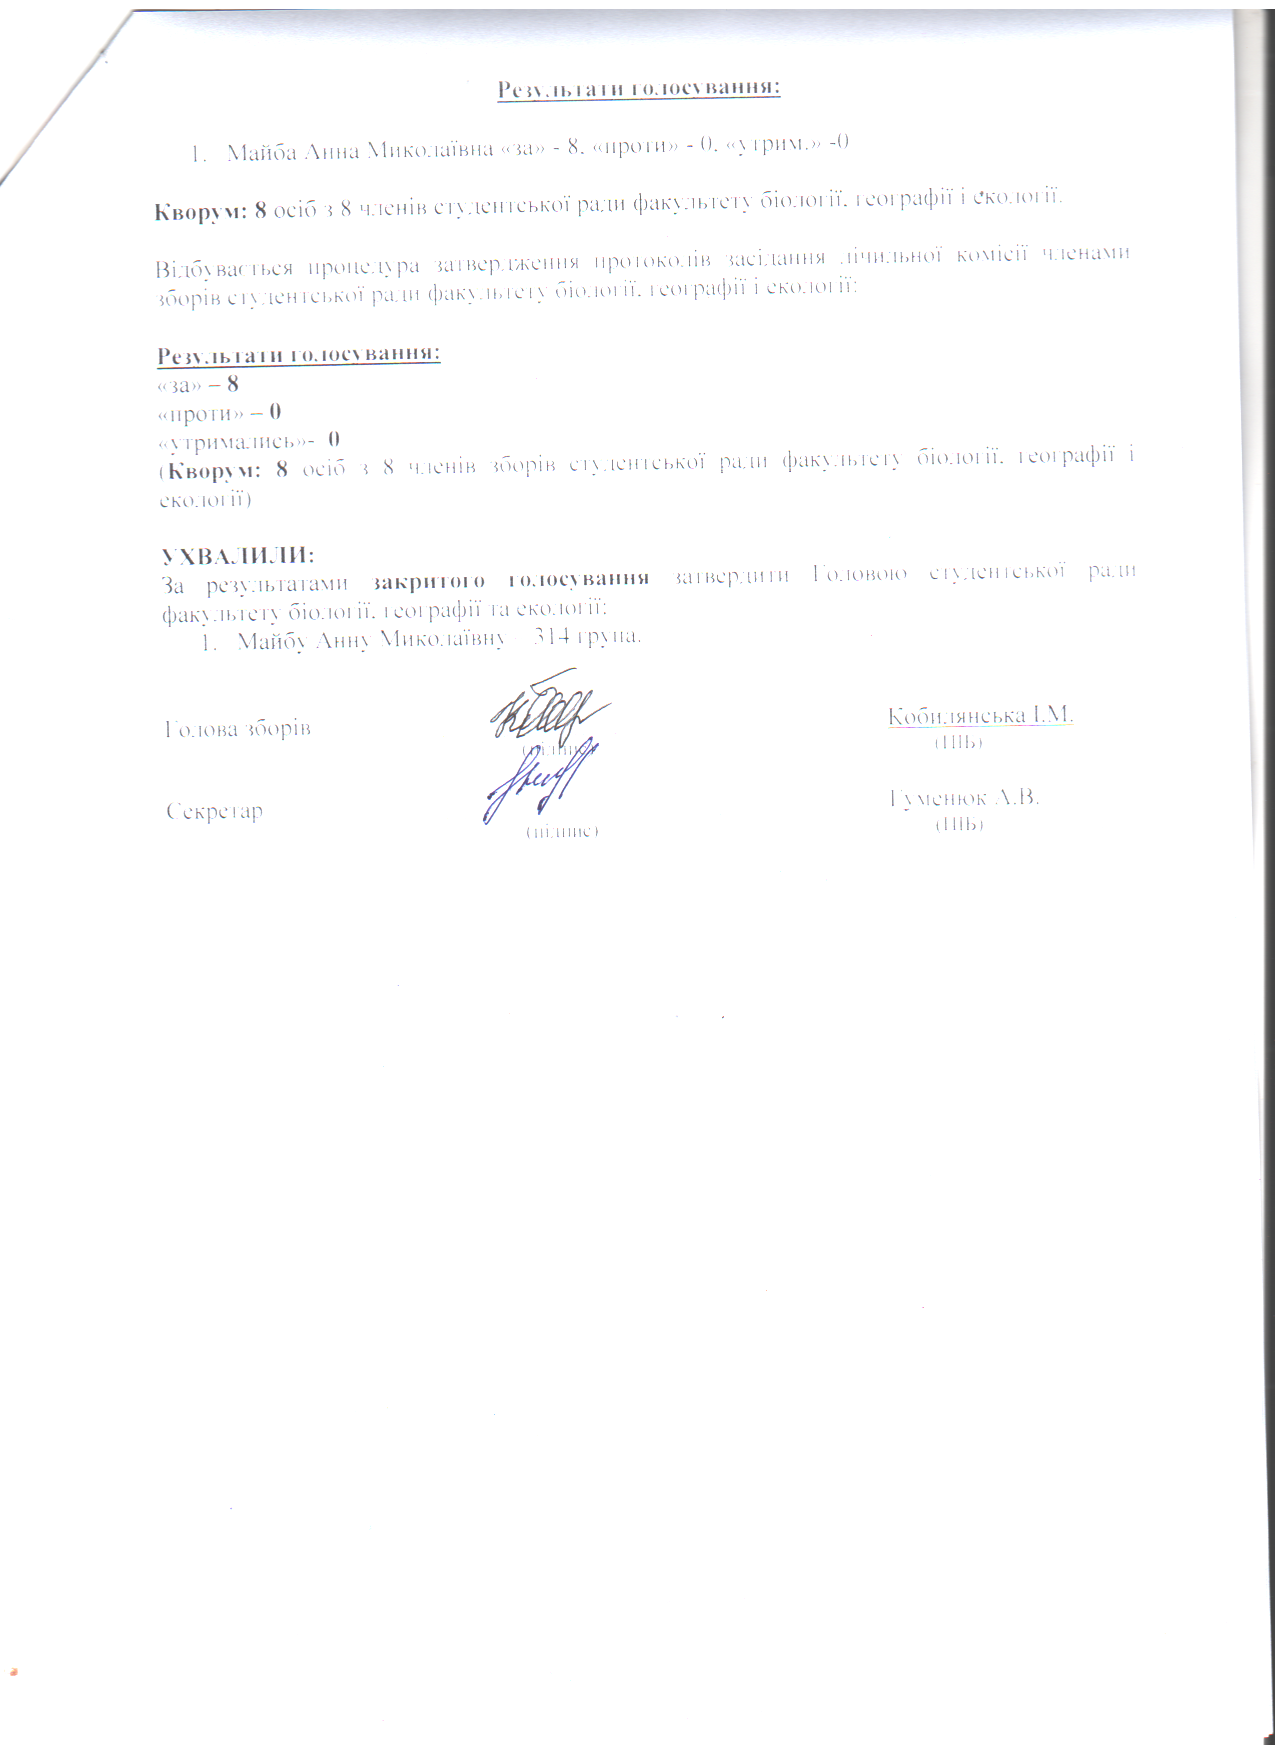 Результати голосування:
1. Майба Анна Миколаївна «за» - 8, «проти» - 0, «утрим.» -0
Кворум: 8 осіб з 8 членів студентської ради факультету біології, географії і екології.
Відбувається процедура затвердження протоколів засідання лічильної комісії членами
зборів студентської ради факультету біології, географії і екології:
Результати голосування:
«за» – 8
«проти» – 0
«утримались»- 0
(Кворум: 8 осіб з 8 членів зборів студентської ради факультету біології, географії і
екології)
УХВАЛИЛИ:
За результатами закритого голосування затвердити Головою студентської ради
факультету біології, географії та екології:
1. Майбу Анну Миколаївну 314 група.
Голова зборів Кобилянська І.М.
(підпис) (ПІБ)
Секретар Гуменюк А.В.
(підпис) (ПІБ)